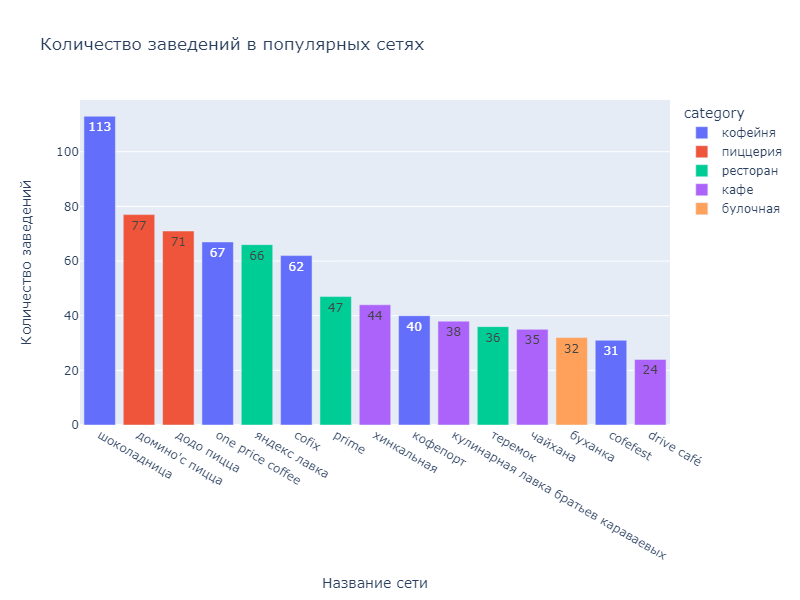 Количество заведений в популярных сетях
category
кофейня
пиццерия
ресторан
кафе
булочная
Количество заведений
100
80
60
40
20
0
113
77
71
67
66
62
47
44
40
38
36
35
32
31
24
шоколадница
домино'с пицца
додо пицца
one price coffee
яндекс лавка
cofix
prime
хинкальная
кофепорт
кулинарная лавка братьев караваевых
теремок
чайхана
буханка
cofefest
drive café
Название сети